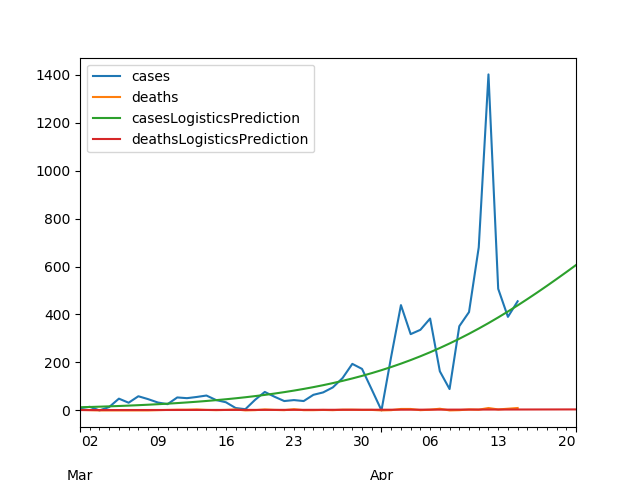 1400
1200
1000
800
600
400
200
0
cases
deaths
casesLogisticsPrediction
deathsLogisticsPrediction
02 09 16 23 30 06 13 20
Mar Apr